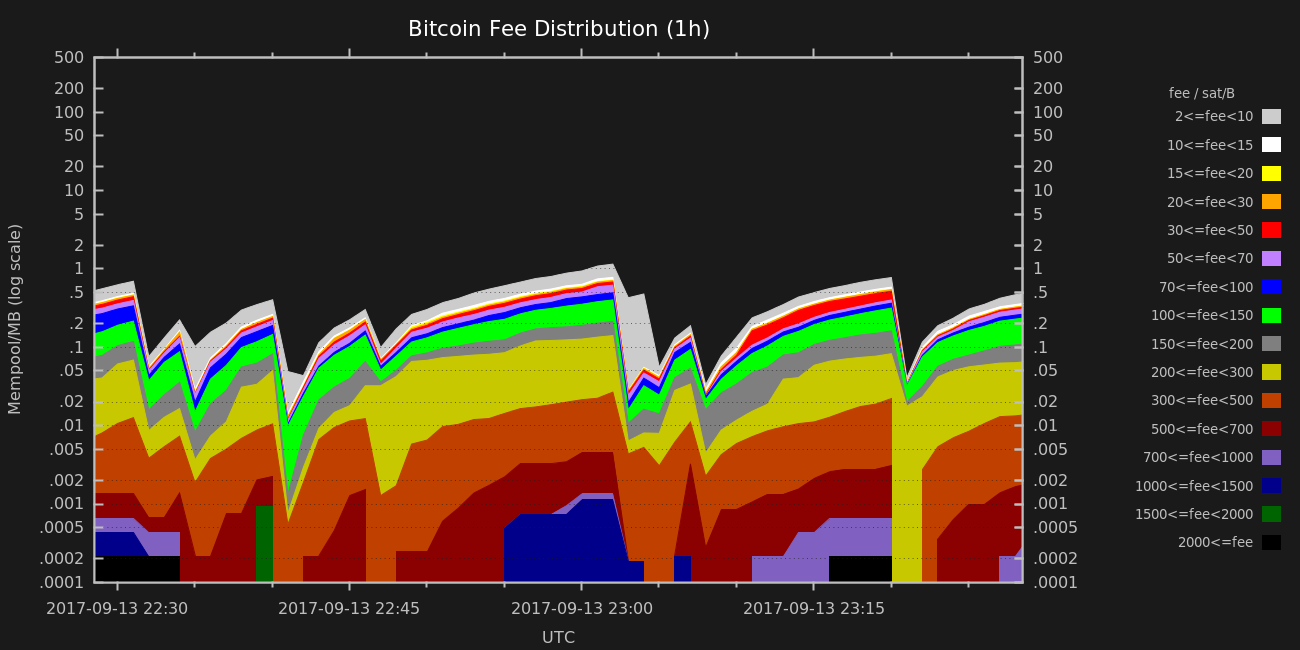 Bitcoin Fee Distribution (1h)
Mempool/MB (log scale)
500
200
100
50
20
10
5
2
1
.5
.2
.1
.05
.02
.01
.005
.002
.001
.0005
.0002
.0001
500
200
100
50
20
10
5
2
1
.5
.2
.1
.05
.02
.01
.005
.002
.001
.0005
.0002
.0001
2017-09-13 22:30 2017-09-13 22:45 2017-09-13 23:00 2017-09-13 23:15
UTC
fee / sat/B
2<=fee<10
10<=fee<15
15<=fee<20
20<=fee<30
30<=fee<50
50<=fee<70
70<=fee<100
100<=fee<150
150<=fee<200
200<=fee<300
300<=fee<500
500<=fee<700
700<=fee<1000
1000<=fee<1500
1500<=fee<2000
2000<=fee